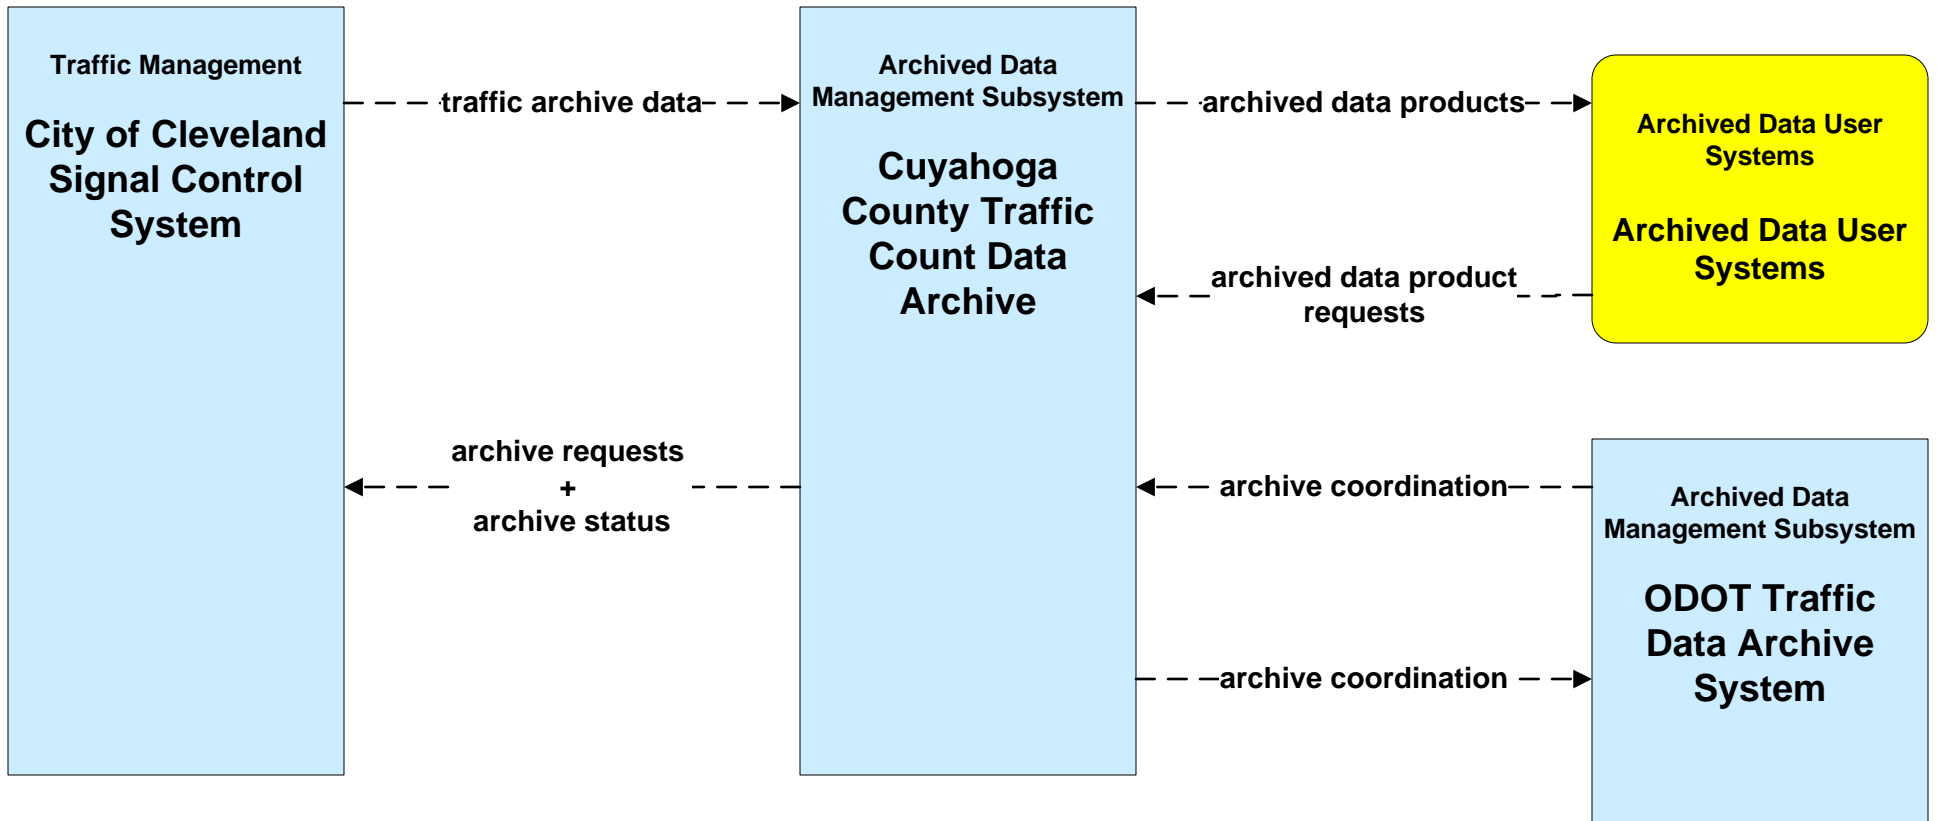 Traffic Management
City of Cleveland
Signal Control
System
traffic archive data
archive requests
+
archive status
Archived Data
Management Subsystem
Cuyahoga
County Traffic
Count Data
Archive
archived data products
archived data product
requests
archive coordination
archive coordination
Archived Data User
Systems
Archived Data User
Systems
Archived Data
Management Subsystem
ODOT Traffic
Data Archive
System